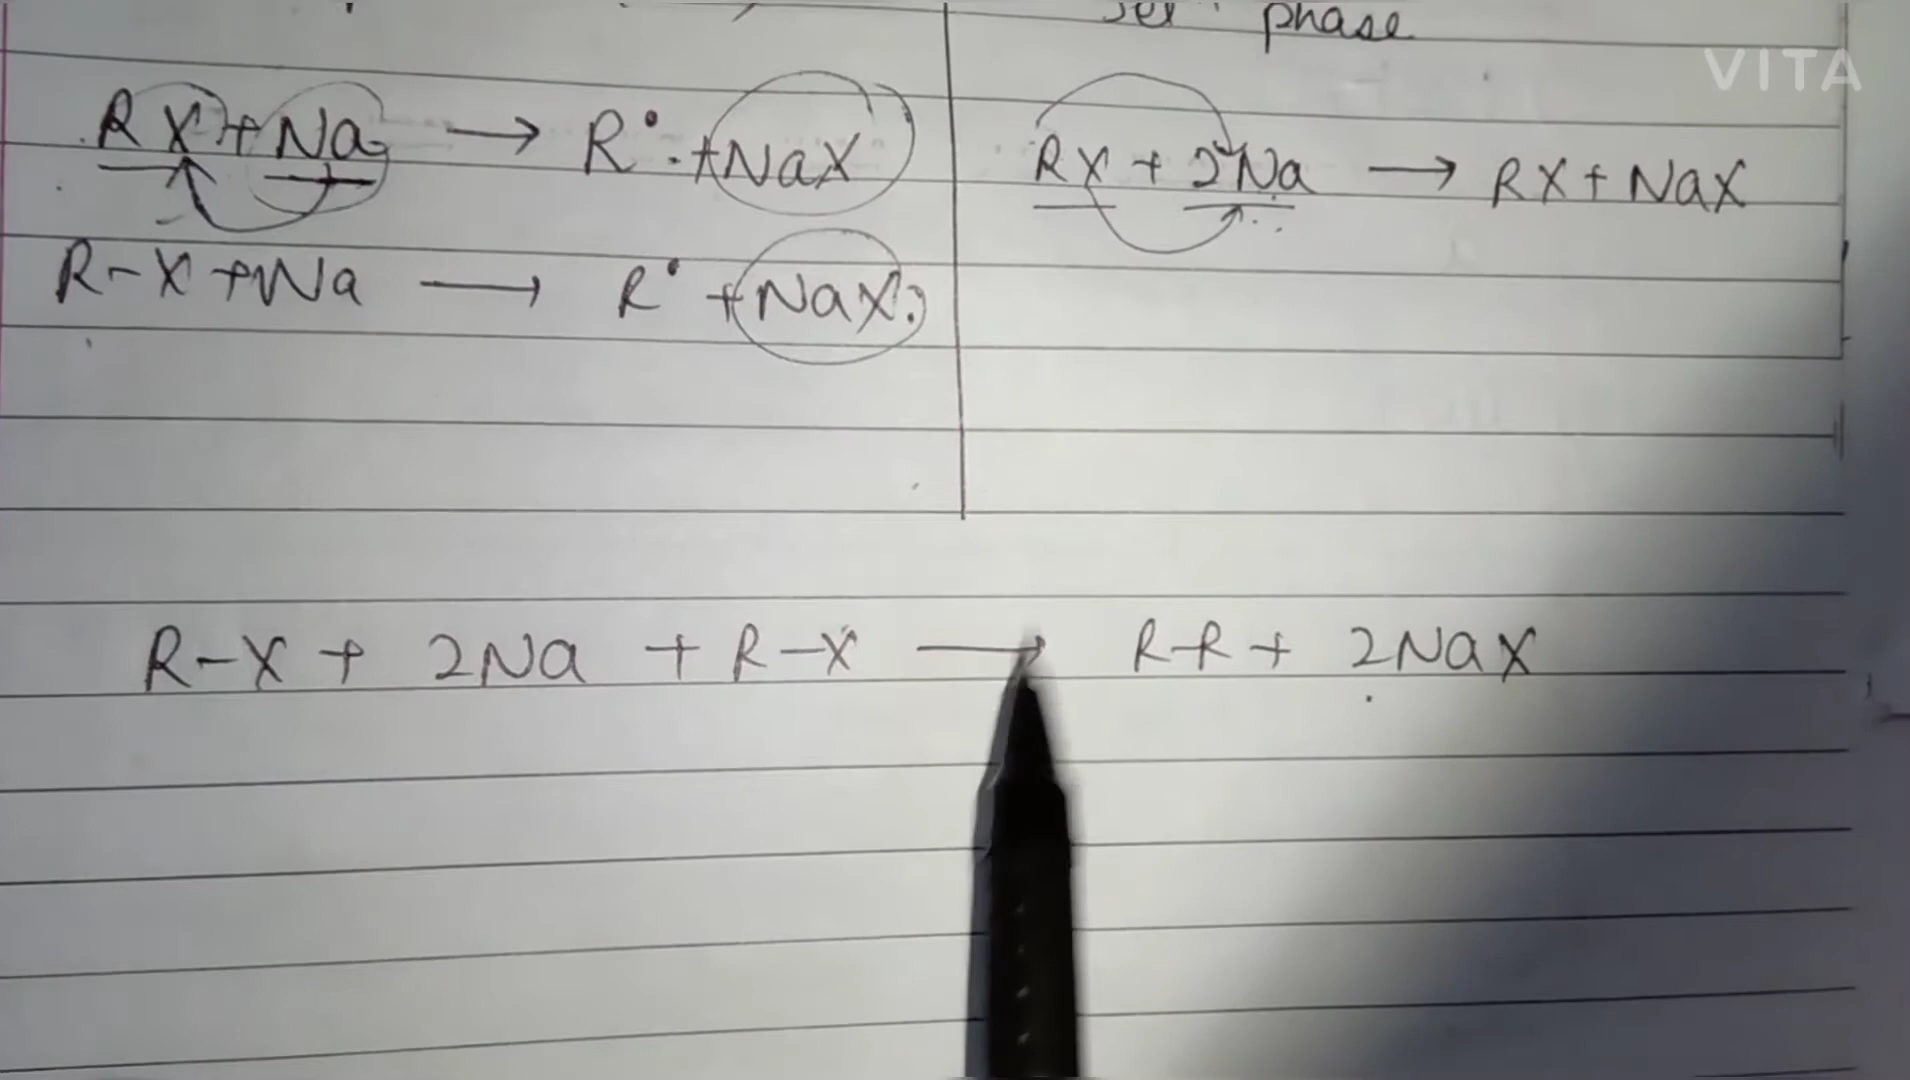 phase
VITA
RX + Na → R• + NaX
R-X + Na → R• + NaX
RX + 2Na → RX + NaX
R-X + 2Na + R-X → R-R + 2NaX